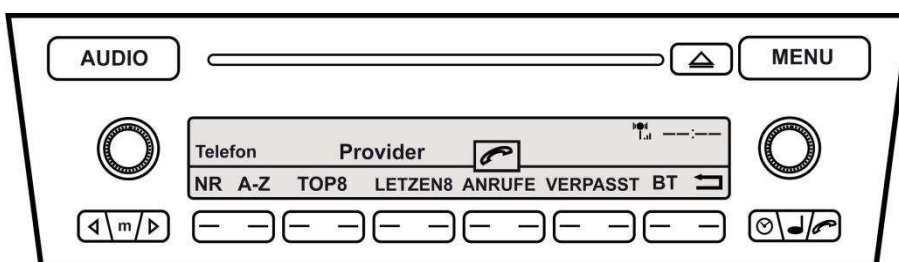 AUDIO MENU
Telefon Provider --:--
NR A-Z TOP8 LETZEN8 ANRUFE VERPASST BT
m